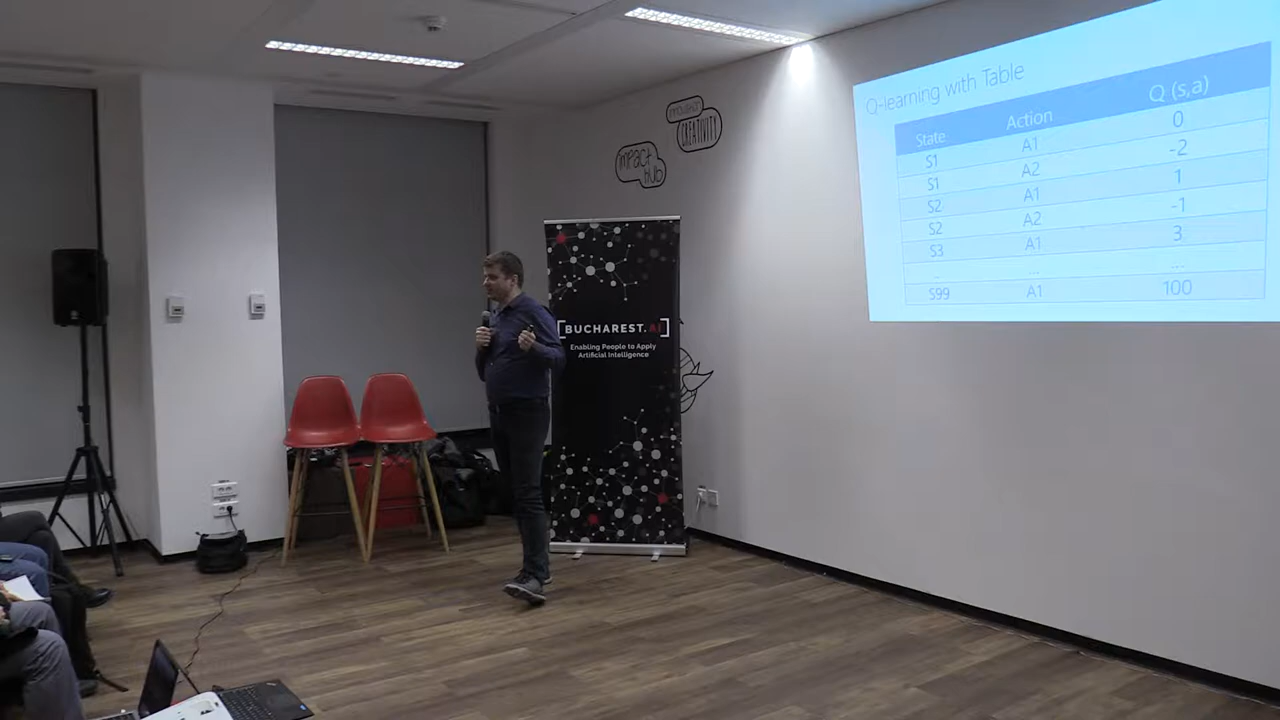 Q-learning with Table
State Action Q (s,a)
S1 A1 0
S1 A2 -2
S2 A1 1
S2 A2 -1
S3 A1 3
. ... ...
S99 A1 100
CREATIVITY
impact
hub
[BUCHAREST.AI]
Enabling People to Apply
Artificial Intelligence